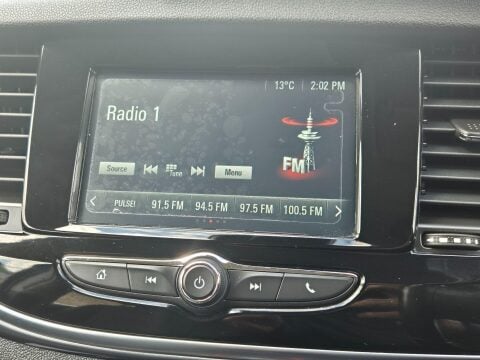 13°C 2:02 PM
Radio 1
Source Tune Menu
FM
PULSE! 91.5 FM 94.5 FM 97.5 FM 100.5 FM